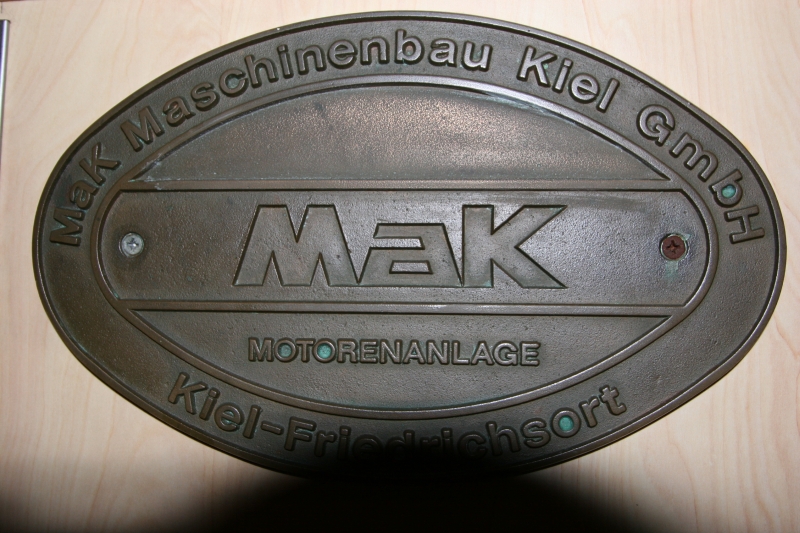 MaK Maschinenbau Kiel GmbH
MaK
MOTORENANLAGE
Kiel-Friedrichsort